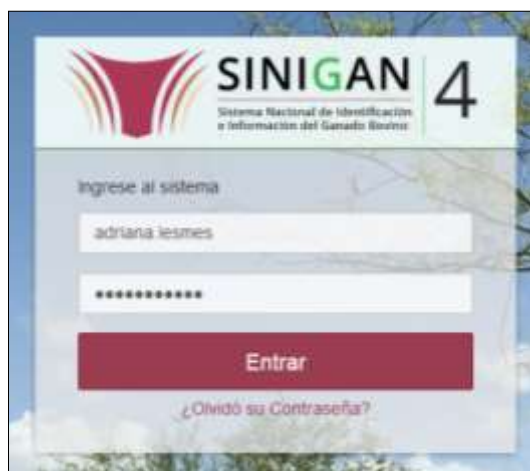 SINIGAN 4
Sistema Nacional de Identificación
e Información del Ganado Bovino
Ingrese al sistema
adriana lesmes
•••••••••••
Entrar
¿Olvidó su Contraseña?